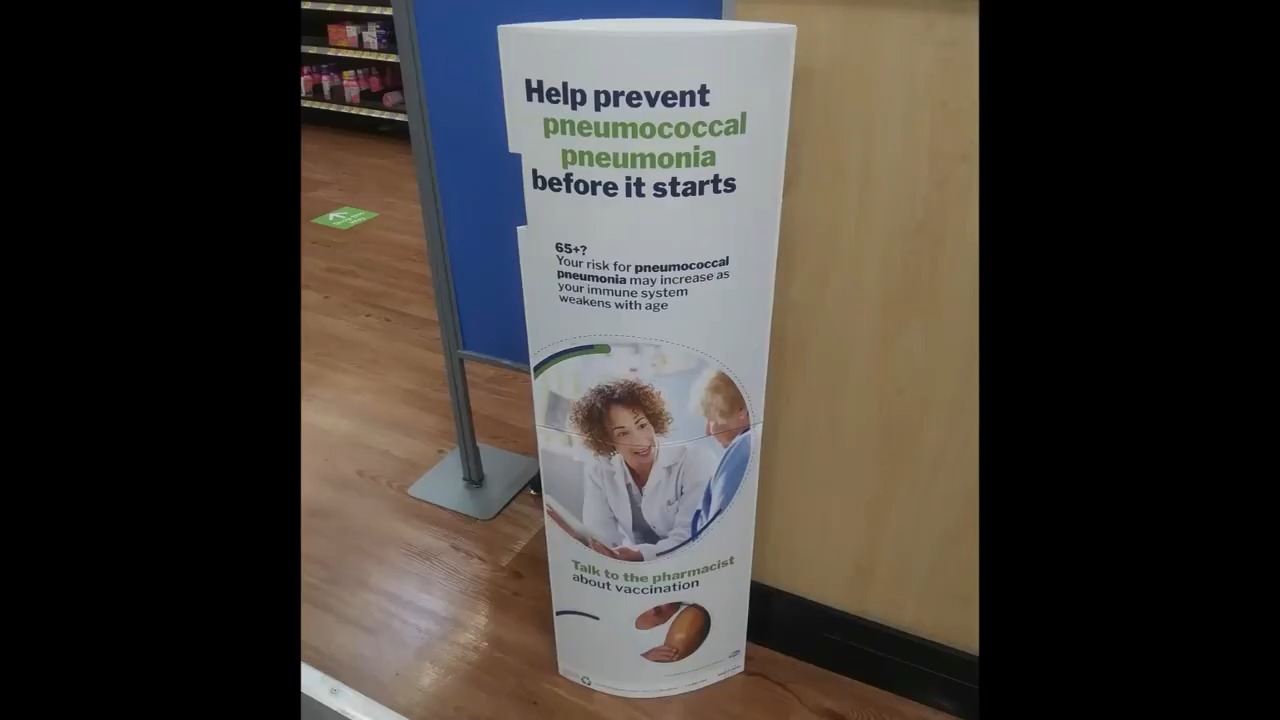 Help prevent
pneumococcal
pneumonia
before it starts
65+?
Your risk for pneumococcal
pneumonia may increase as
your immune system
weakens with age
Talk to the pharmacist
about vaccination